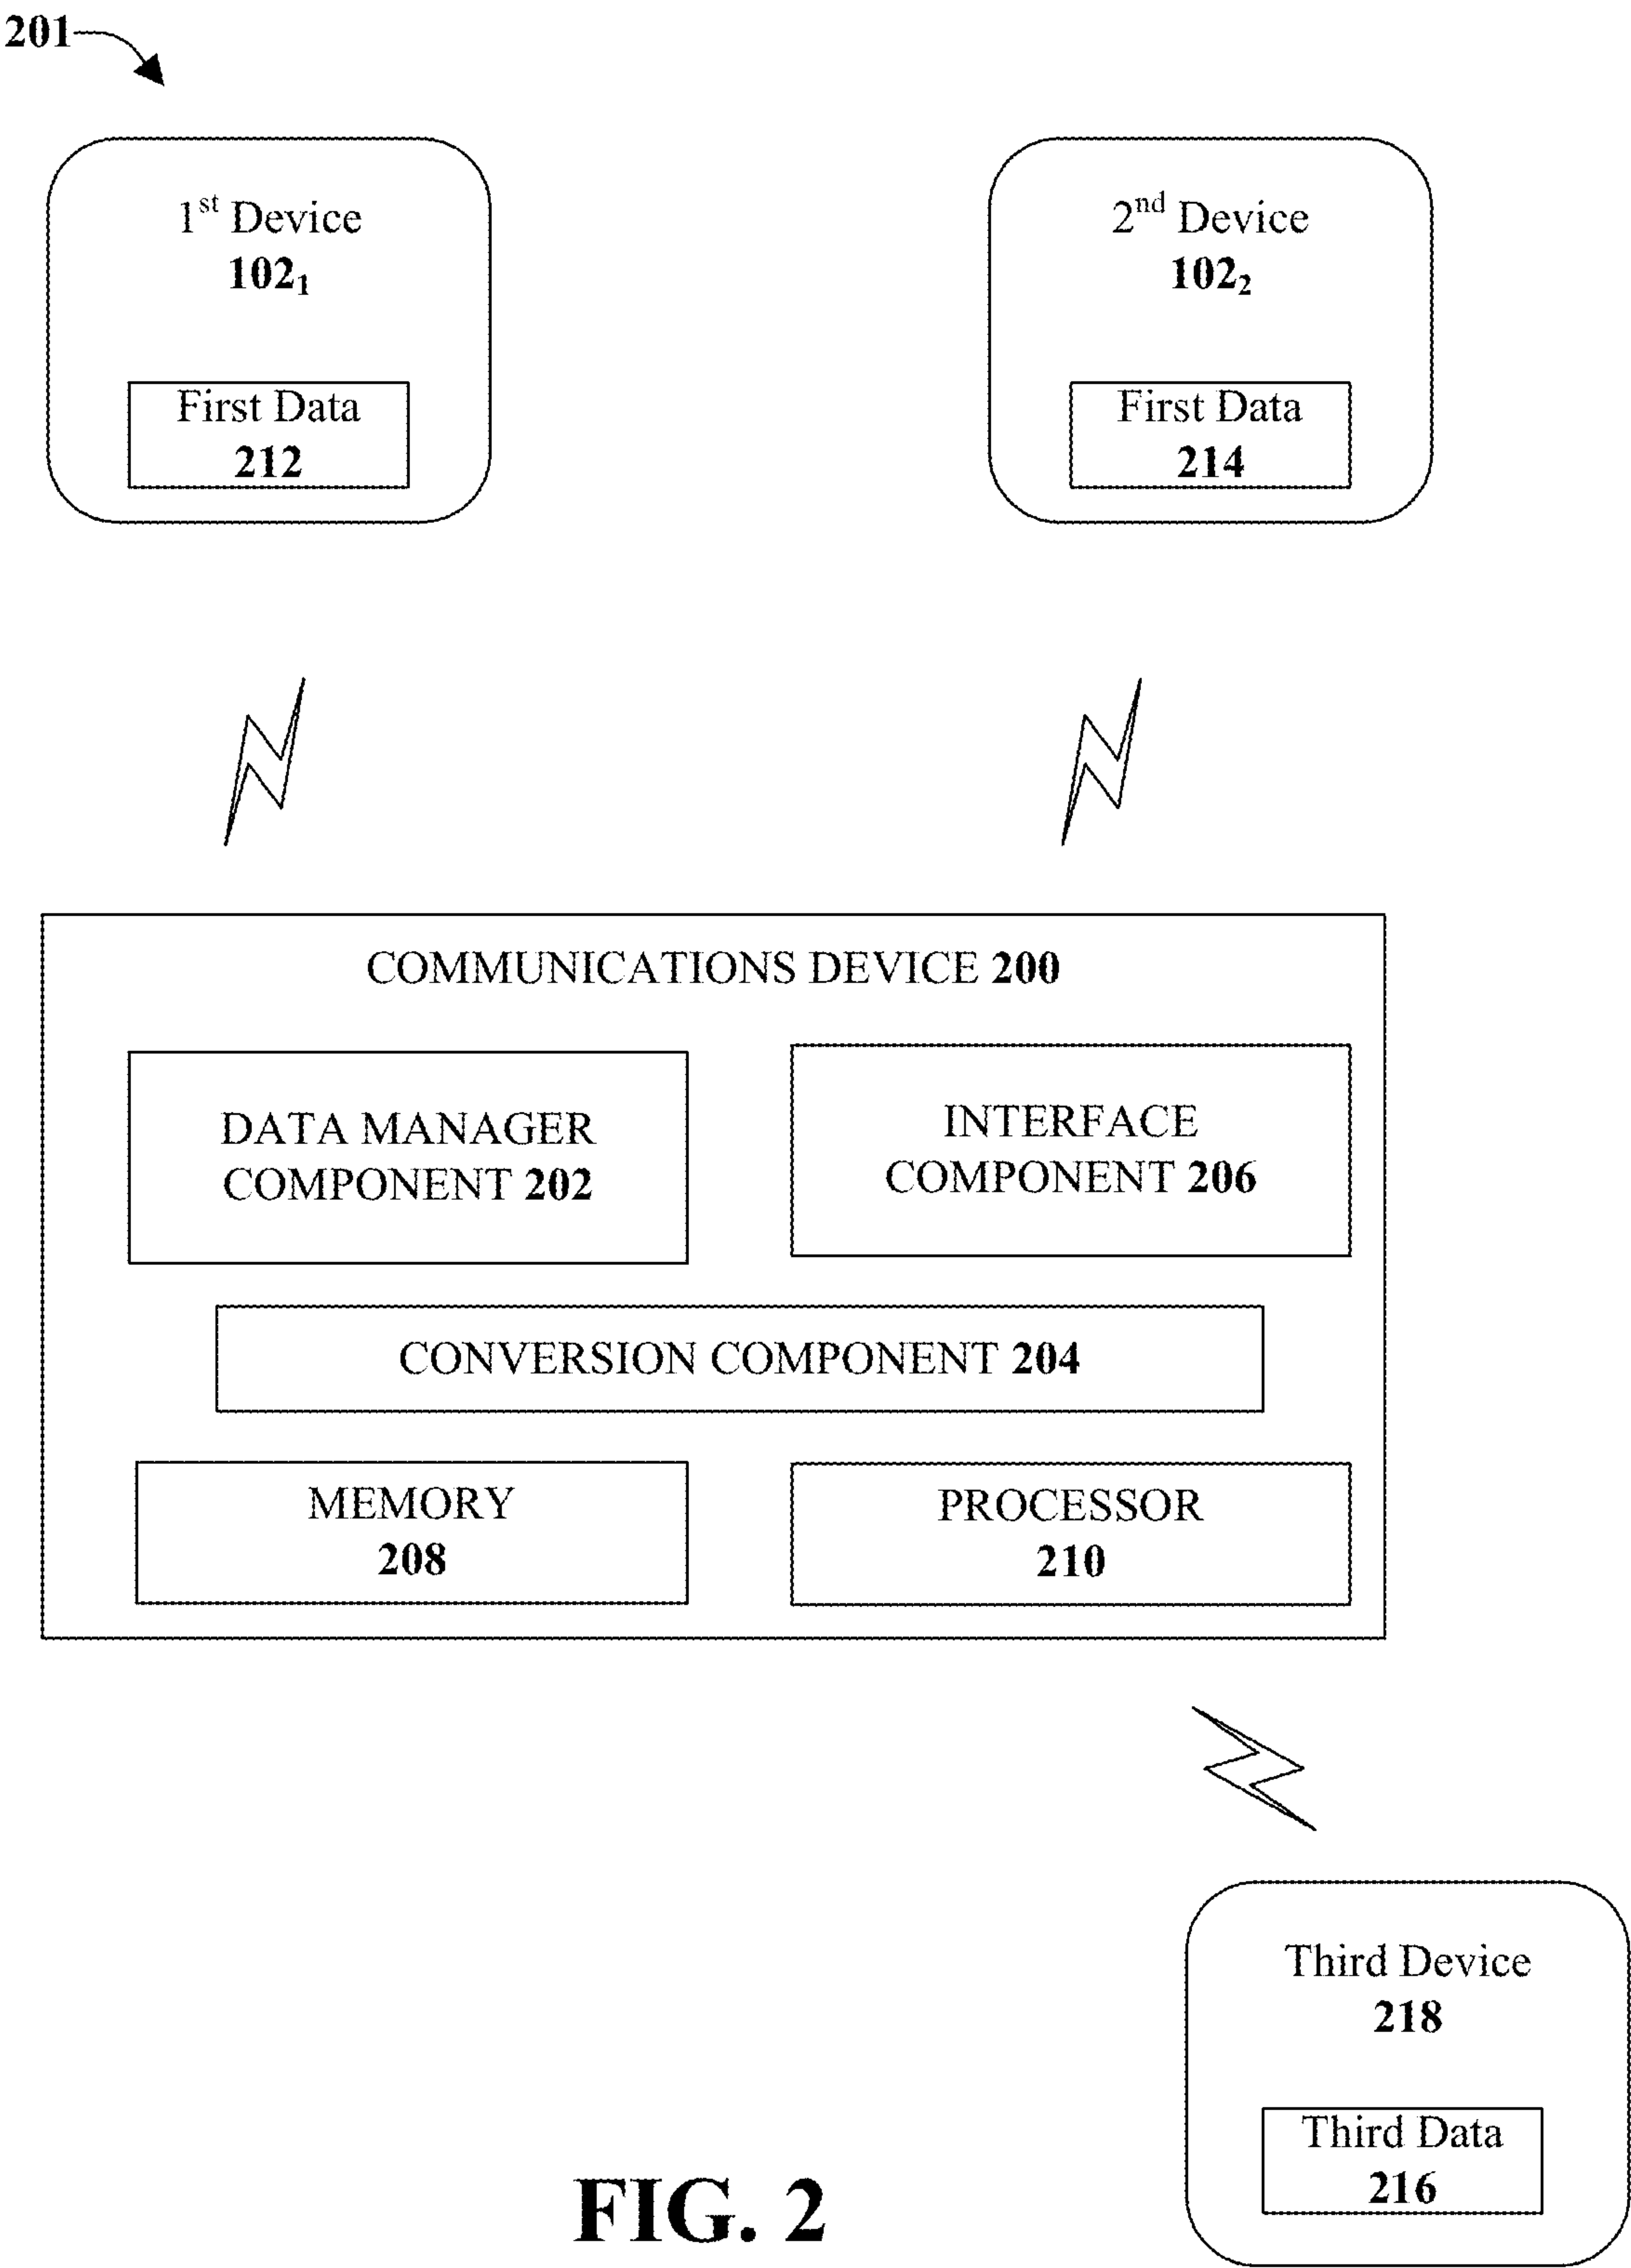 201
1st Device
1021
First Data
212
2nd Device
1022
First Data
214
COMMUNICATIONS DEVICE 200
DATA MANAGER
COMPONENT 202
INTERFACE
COMPONENT 206
CONVERSION COMPONENT 204
MEMORY
208
PROCESSOR
210
Third Device
218
Third Data
216
FIG. 2